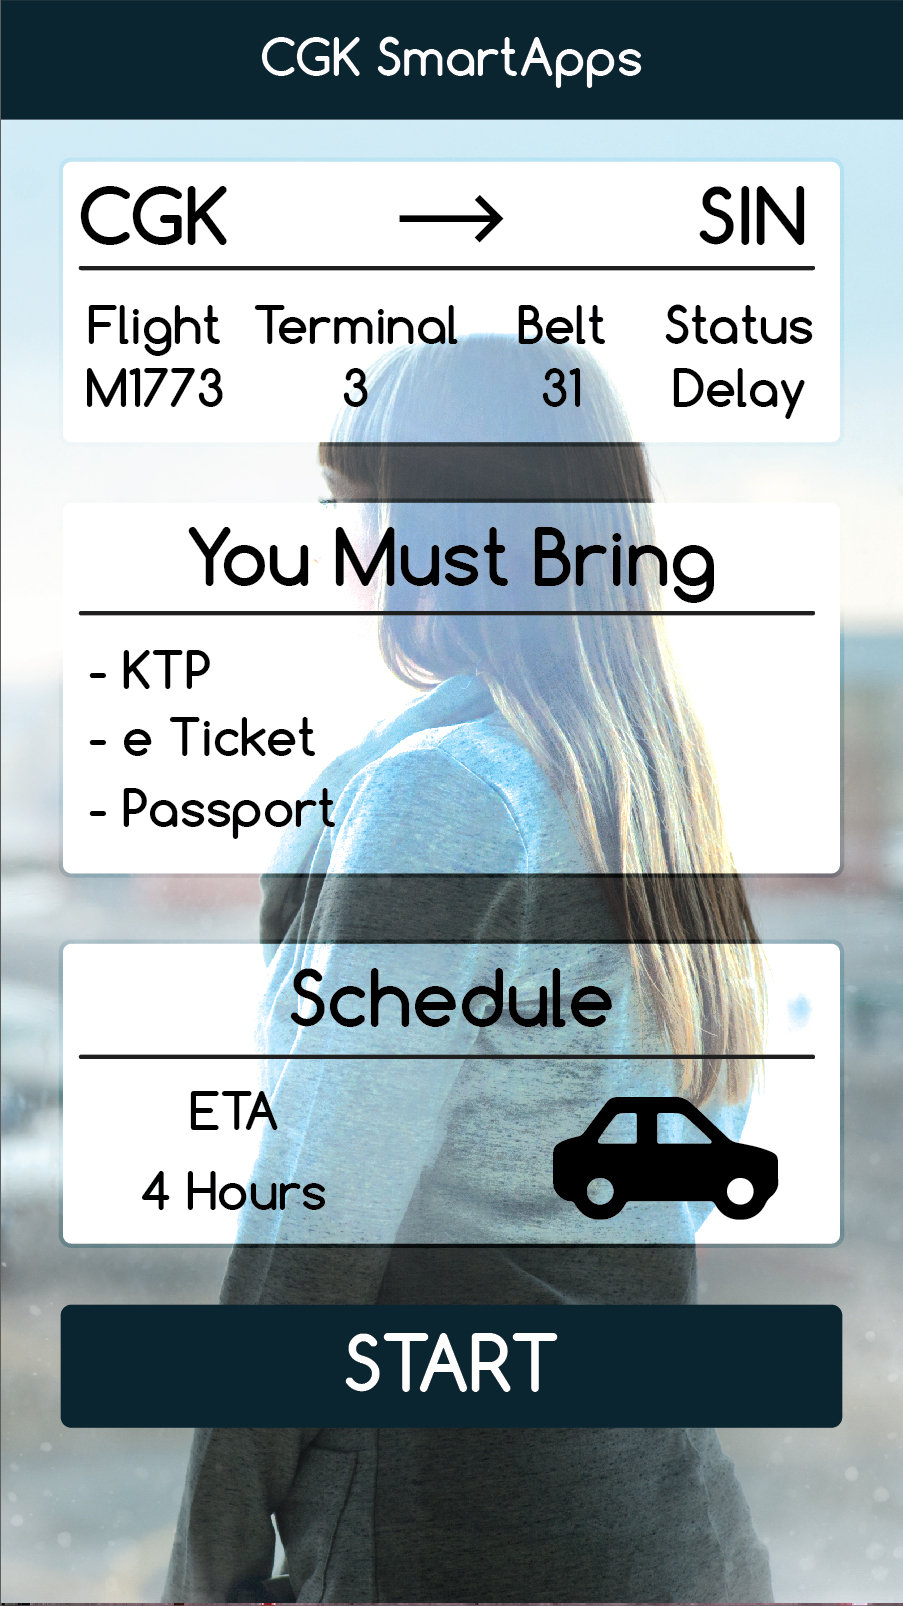 CGK SmartApps
CGK → SIN
Flight Terminal Belt Status
M1773 3 31 Delay
You Must Bring
- KTP
- e Ticket
- Passport
Schedule
ETA
4 Hours
START